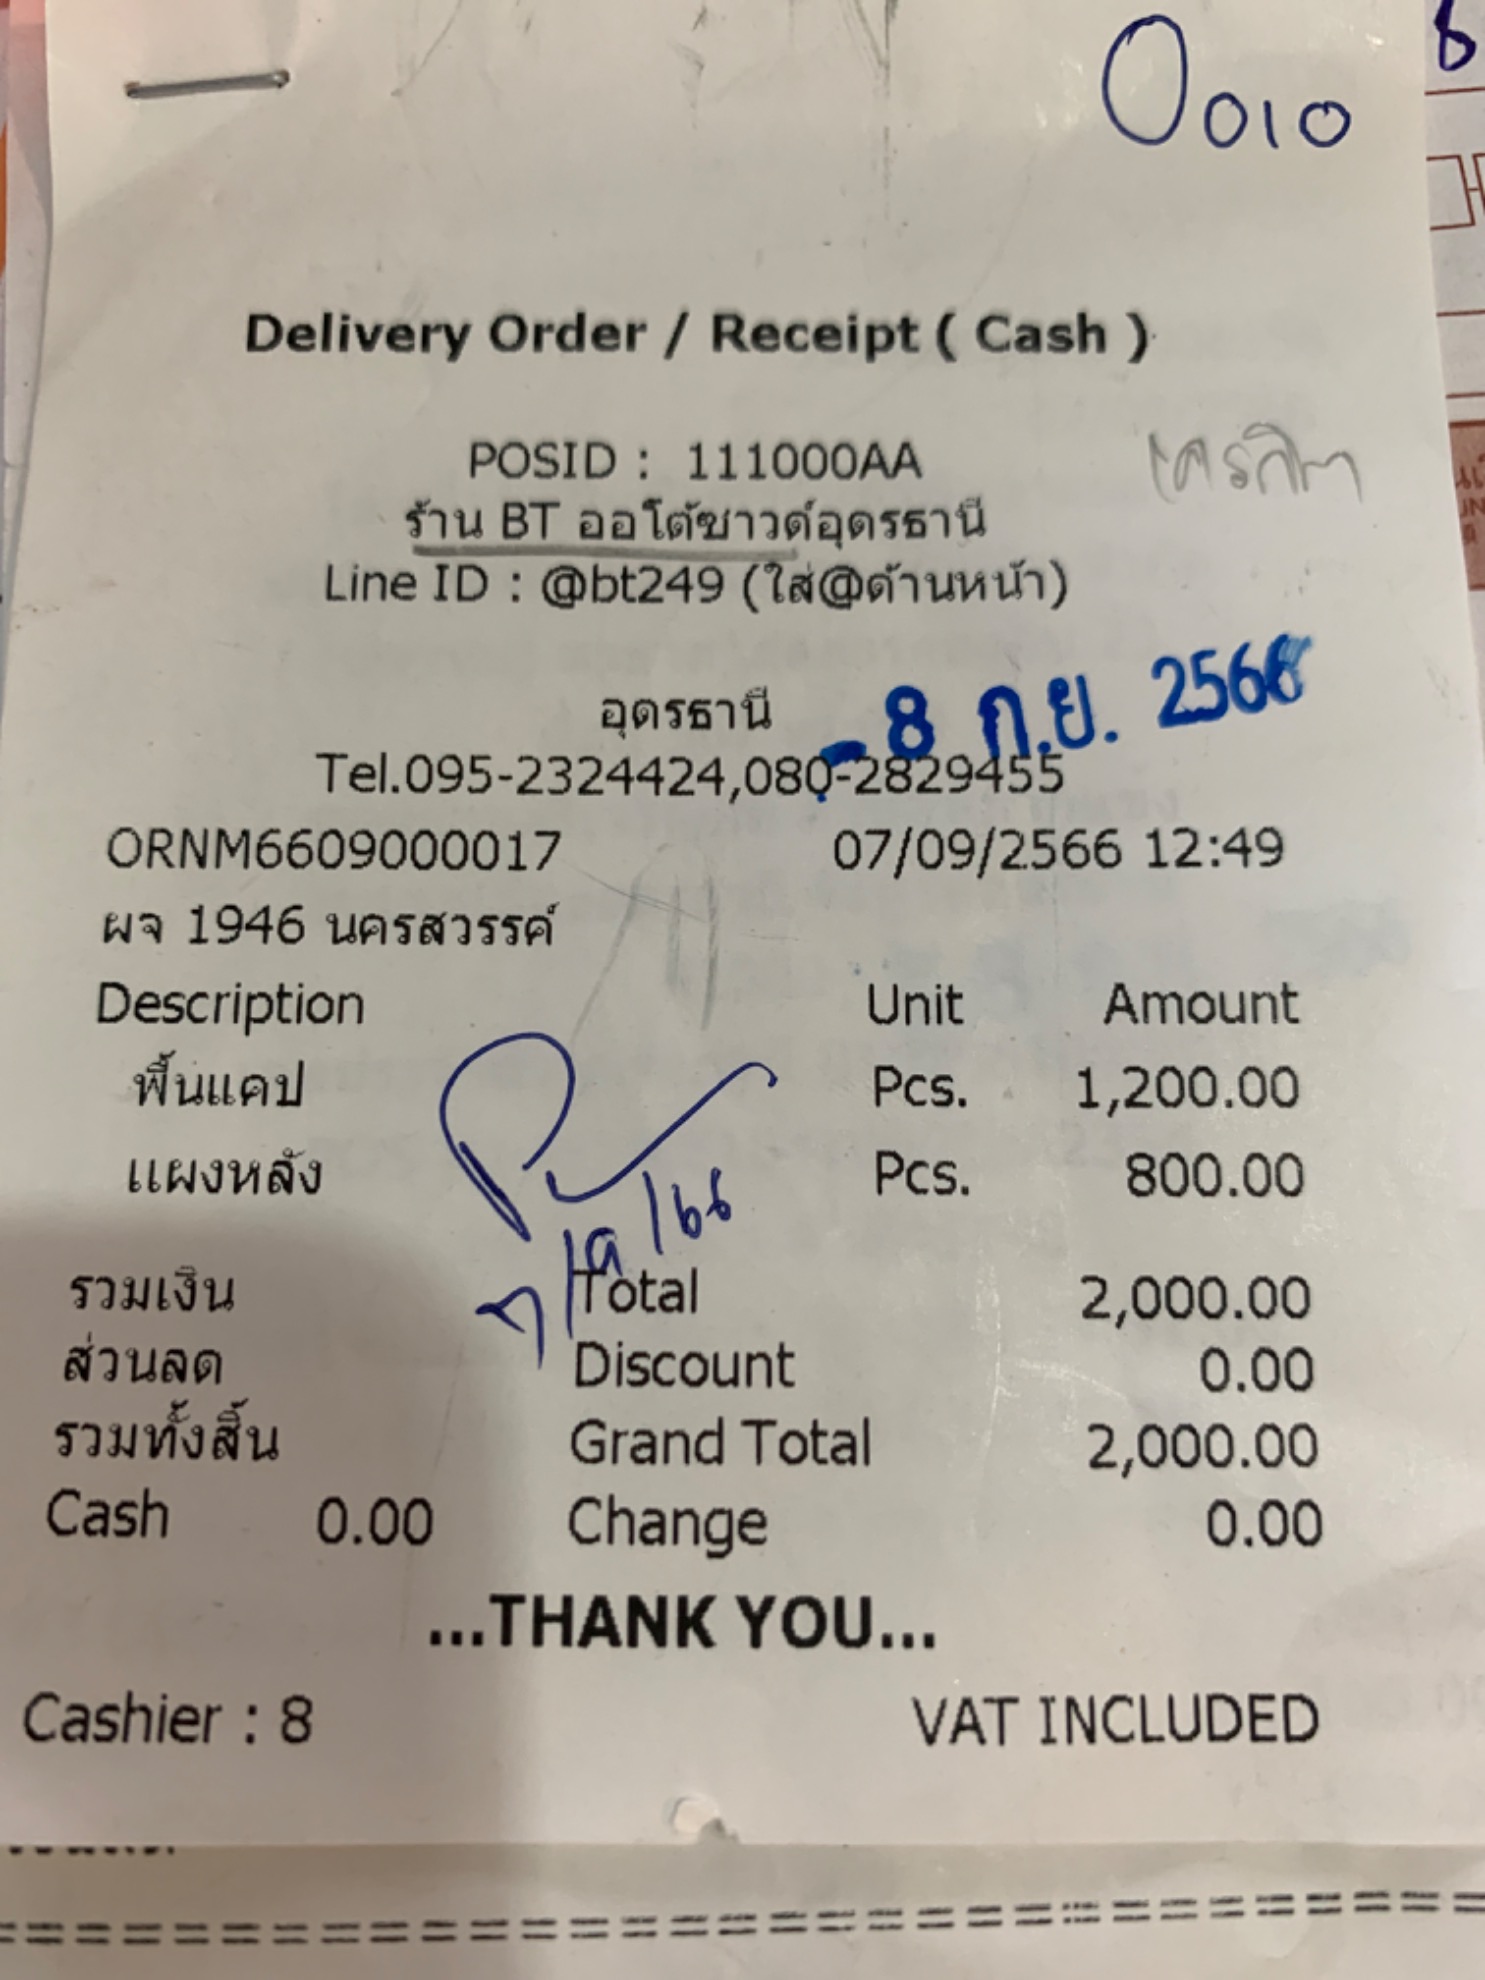 0010
Delivery Order / Receipt ( Cash )
POSID : 111000AA
เครดิต
ร้าน BT ออโต้ซาวด์อุดรธานี
Line ID : @bt249 (ใส่@ด้านหน้า)
อุดรธานี
- 8 ก.ย. 2566
Tel.095-2324424,080-2829455
ORNM6609000017 07/09/2566 12:49
ผจ 1946 นครสวรรค์
Description Unit Amount
พื้นแคป Pcs. 1,200.00
แผงหลัง Pcs. 800.00
7/9/66
รวมเงิน Total 2,000.00
ส่วนลด Discount 0.00
รวมทั้งสิ้น Grand Total 2,000.00
Cash 0.00 Change 0.00
...THANK YOU...
Cashier : 8 VAT INCLUDED